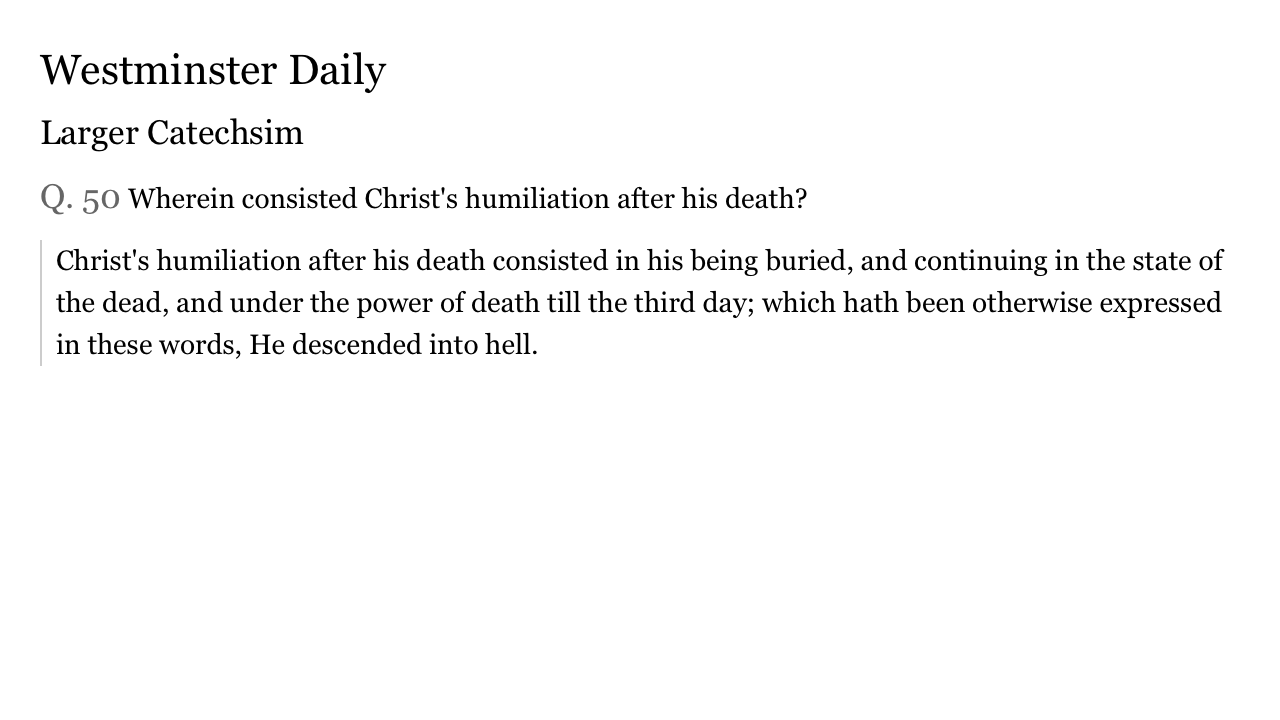 Westminster Daily
Larger Catechsim
Q. 50 Wherein consisted Christ's humiliation after his death?
Christ's humiliation after his death consisted in his being buried, and continuing in the state of
the dead, and under the power of death till the third day; which hath been otherwise expressed
in these words, He descended into hell.